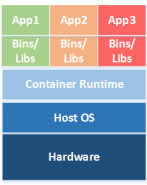 App1 App2 App3
Bins/ Bins/ Bins/
Libs Libs Libs
Container Runtime
Host OS
Hardware